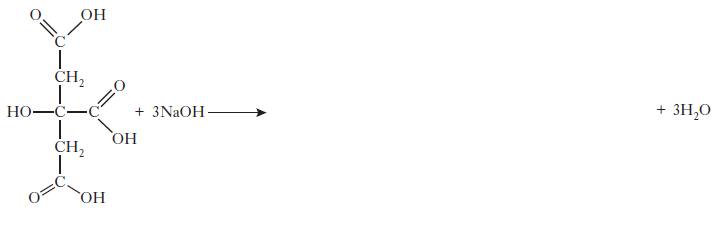 O OH
C
CH₂
O
HO—C—C + 3NaOH ⟶ + 3H₂O
OH
CH₂
C
O OH